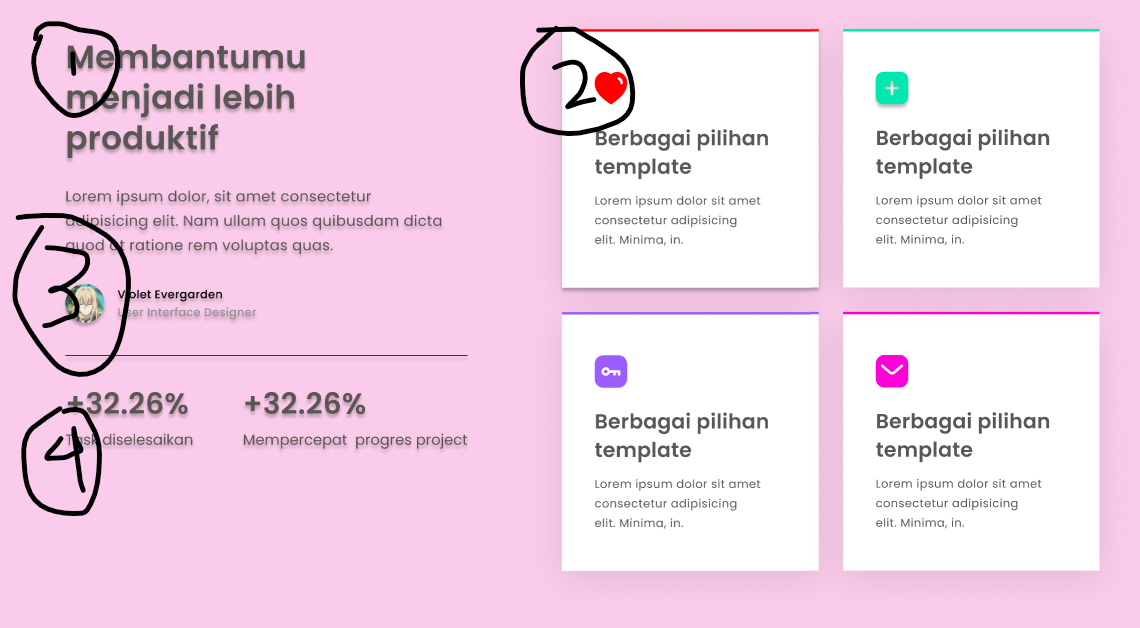 1
Membantumu
menjadi lebih
produktif
Lorem ipsum dolor, sit amet consectetur
adipisicing elit. Nam ullam quos quibusdam dicta
quod at ratione rem voluptas quas.
3
Violet Evergarden
User Interface Designer
+32.26%
Task diselesaikan
+32.26%
Mempercepat progres project
4
2
Berbagai pilihan
template
Lorem ipsum dolor sit amet
consectetur adipisicing
elit. Minima, in.
Berbagai pilihan
template
Lorem ipsum dolor sit amet
consectetur adipisicing
elit. Minima, in.
Berbagai pilihan
template
Lorem ipsum dolor sit amet
consectetur adipisicing
elit. Minima, in.
Berbagai pilihan
template
Lorem ipsum dolor sit amet
consectetur adipisicing
elit. Minima, in.